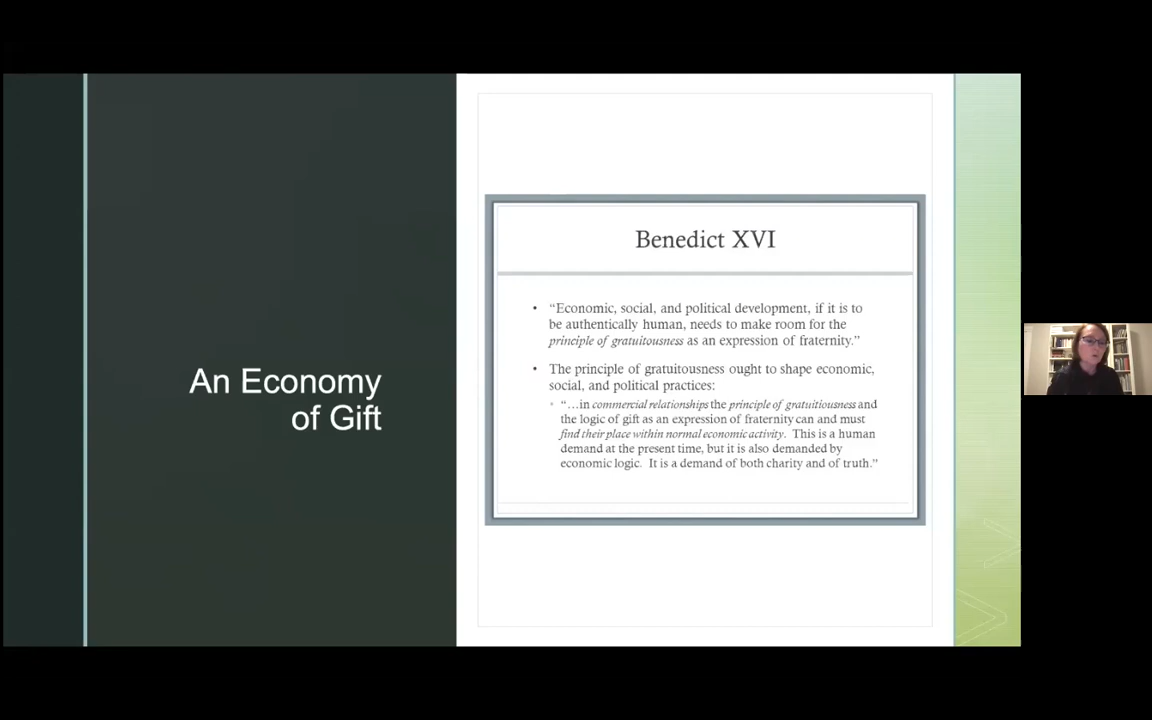 An Economy
of Gift
Benedict XVI
• “Economic, social, and political development, if it is to
be authentically human, needs to make room for the
principle of gratuitousness as an expression of fraternity.”
• The principle of gratuitousness ought to shape economic,
social, and political practices:
• “…in commercial relationships the principle of gratuitiousness and
the logic of gift as an expression of fraternity can and must
find their place within normal economic activity. This is a human
demand at the present time, but it is also demanded by
economic logic. It is a demand of both charity and of truth.”